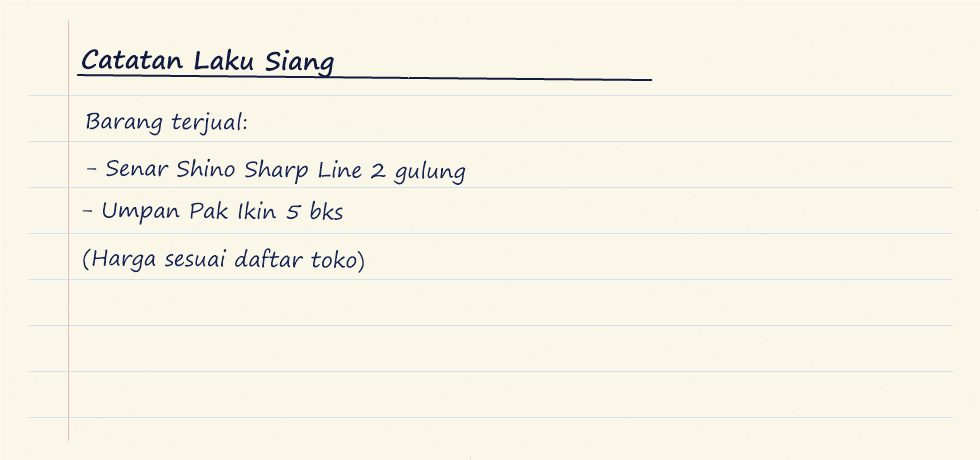 Catatan Laku Siang
Barang terjual:
- Senar Shino Sharp Line 2 gulung
- Umpan Pak Ikin 5 bks
(Harga sesuai daftar toko)